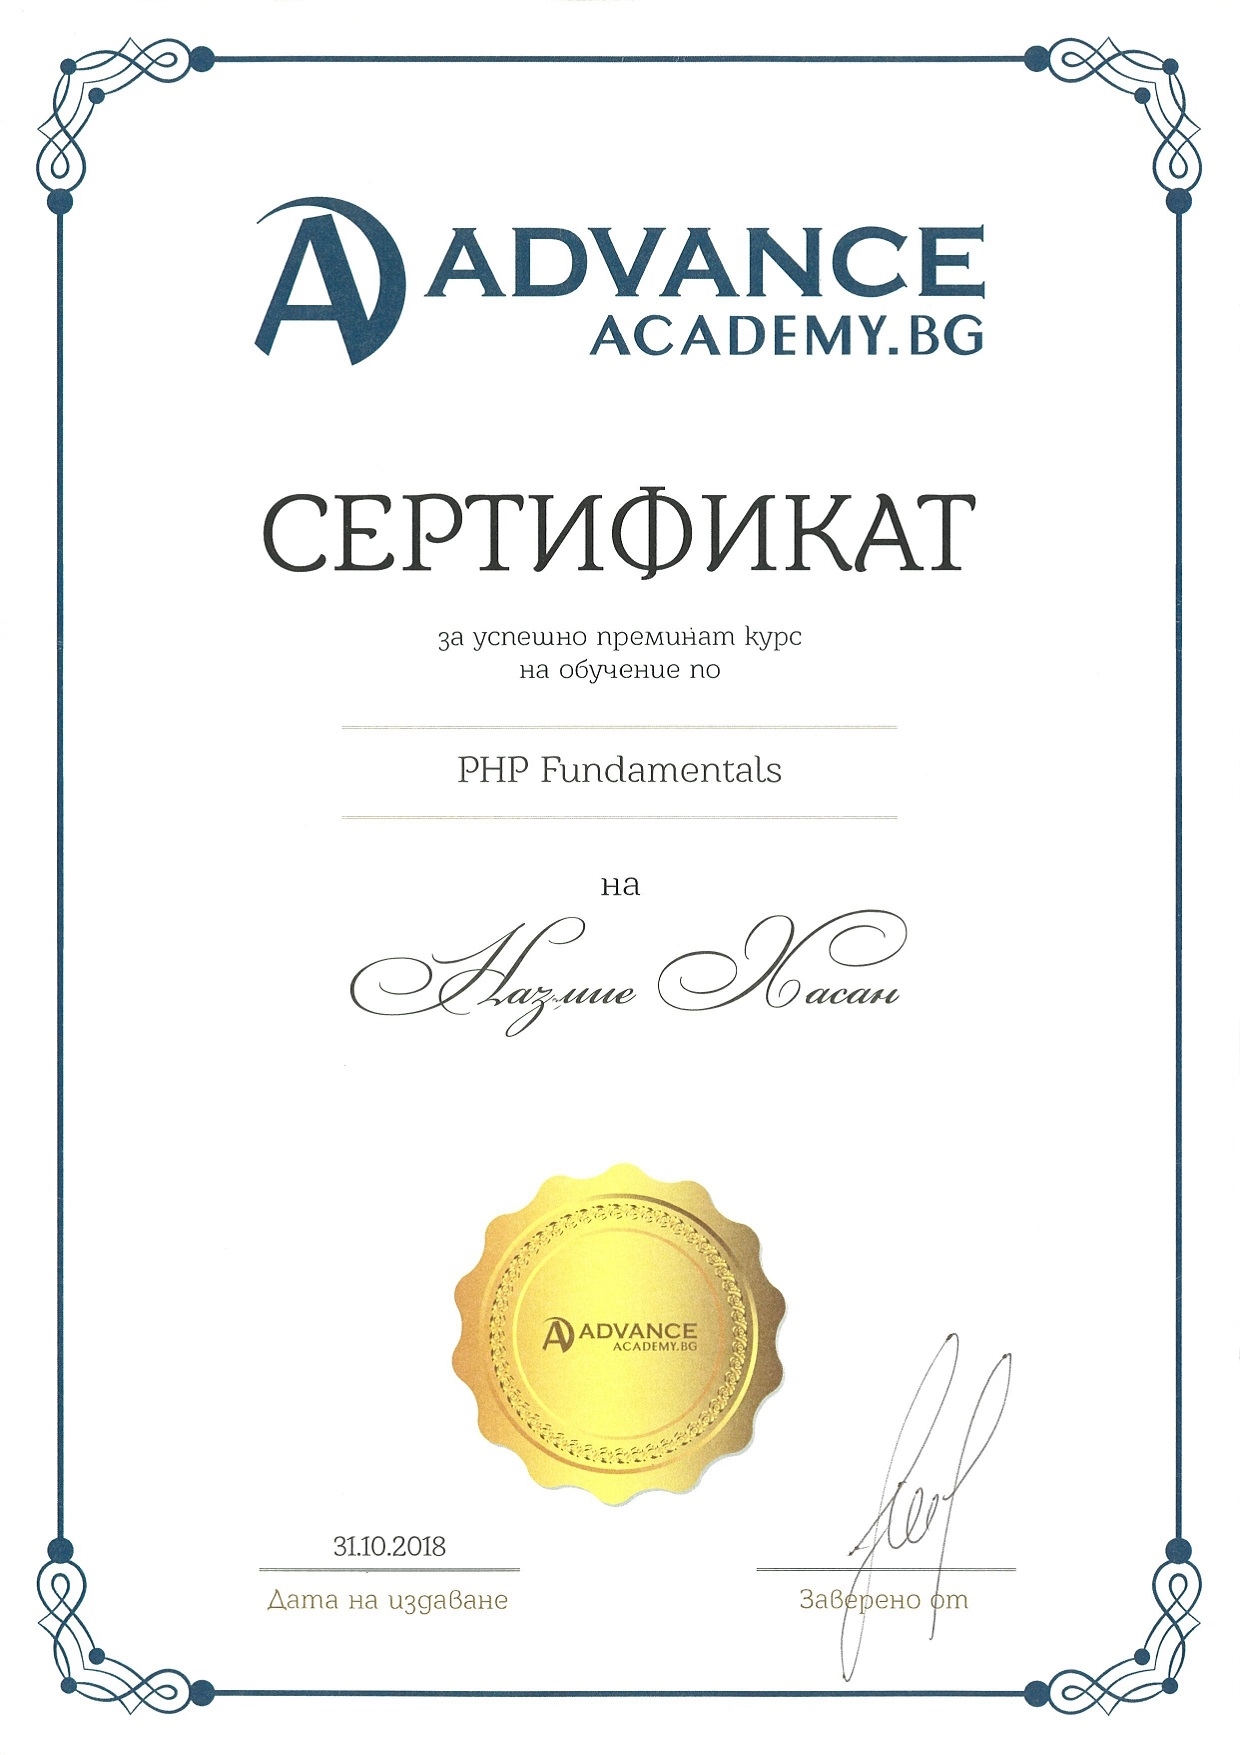 ADVANCE
ACADEMY.BG
СЕРТИФИКАТ
за успешно преминат курс
на обучение по
PHP Fundamentals
на
Назмие Хасан
ADVANCE
ACADEMY.BG
31.10.2018
Дата на издаване
Заверено от